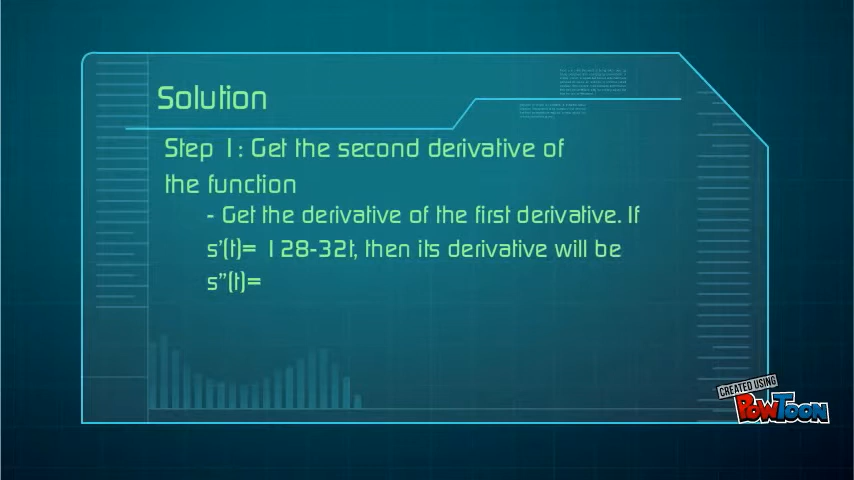 Solution
Step 1: Get the second derivative of
the function
- Get the derivative of the first derivative. If
s'(t)= 128-32t, then its derivative will be
s"(t)=
CREATED USING
POWTOON